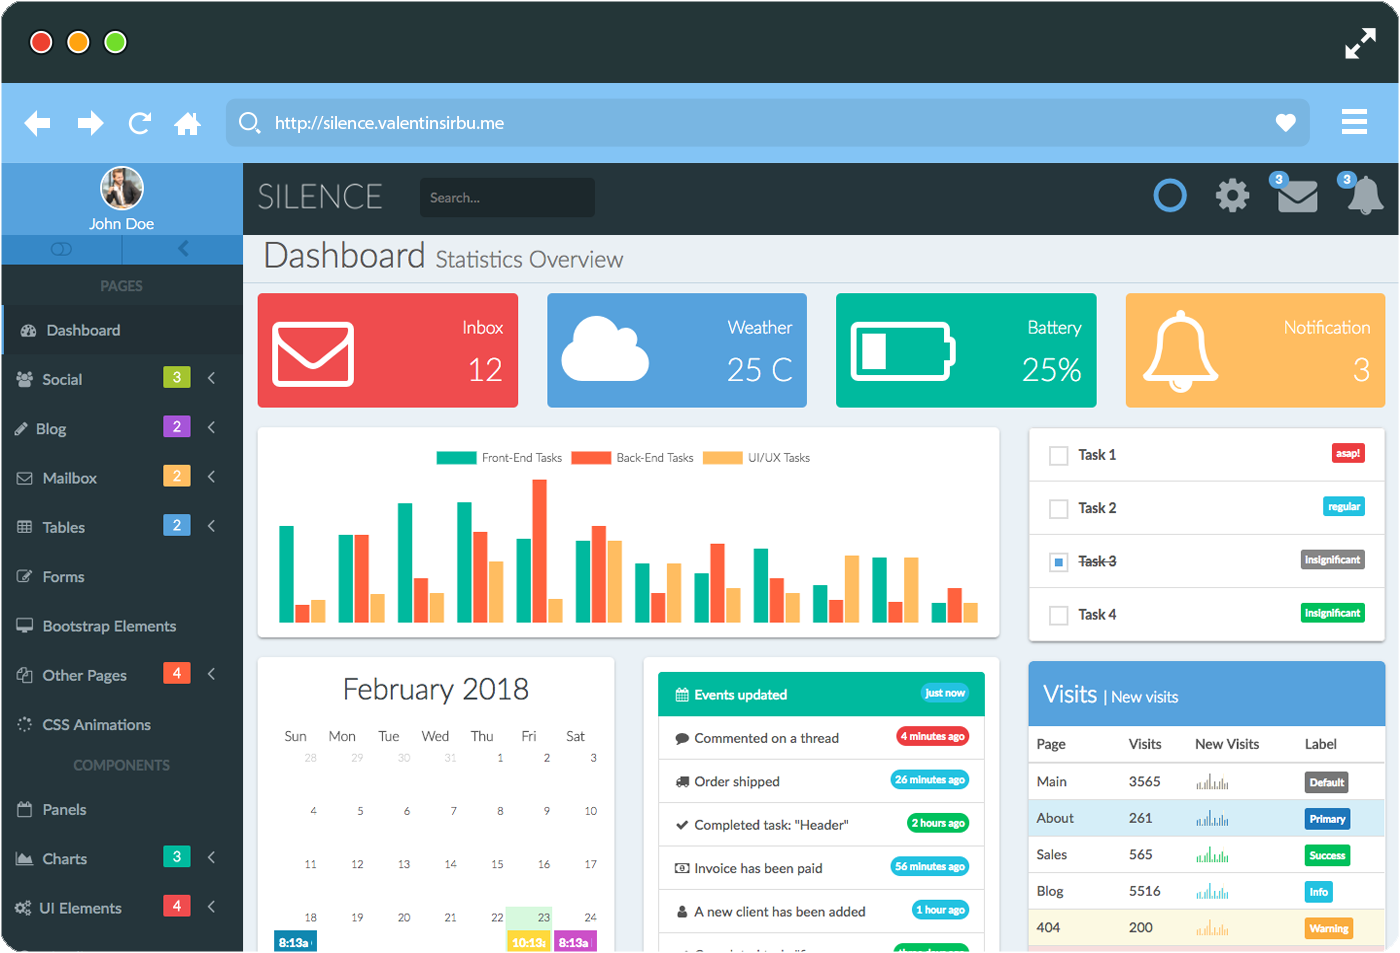 http://silence.valentinsirbu.me
John Doe
SILENCE
Search...
3
3
PAGES
Dashboard
Social 3
Blog 2
Mailbox 2
Tables 2
Forms
Bootstrap Elements
Other Pages 4
CSS Animations
COMPONENTS
Panels
Charts 3
UI Elements 4
Dashboard Statistics Overview
Inbox
12
Weather
25 C
Battery
25%
Notification
3
Front-End Tasks Back-End Tasks UI/UX Tasks
Task 1 asap!
Task 2 regular
Task 3 insignificant
Task 4 insignificant
February 2018
Sun Mon Tue Wed Thu Fri Sat
28 29 30 31 1 2 3
4 5 6 7 8 9 10
11 12 13 14 15 16 17
18 19 20 21 22 23 24
8:13a 10:13a 8:13a
Events updated just now
Commented on a thread 4 minutes ago
Order shipped 26 minutes ago
Completed task: "Header" 2 hours ago
Invoice has been paid 56 minutes ago
A new client has been added 1 hour ago
Visits | New visits
Page Visits New Visits Label
Main 3565 Default
About 261 Primary
Sales 565 Success
Blog 5516 Info
404 200 Warning